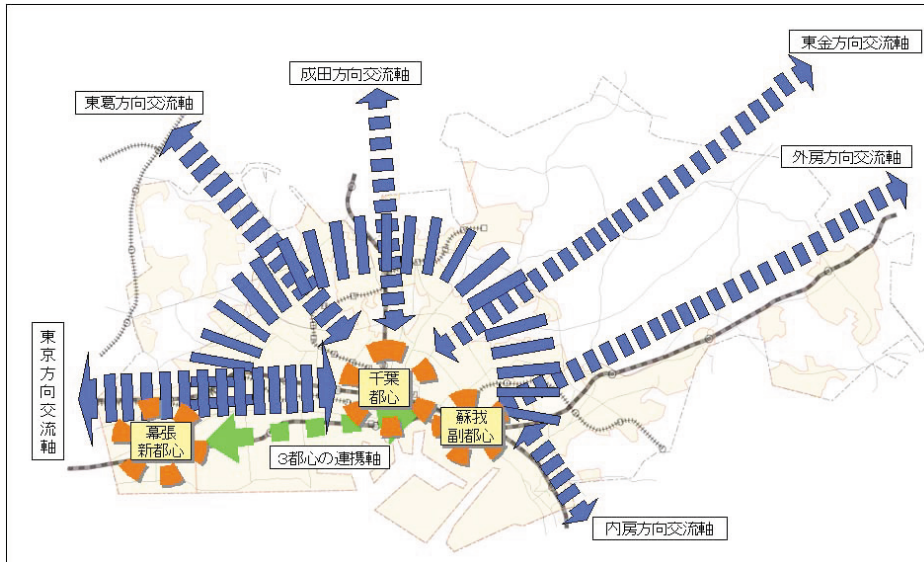 東金方向交流軸
成田方向交流軸
東葛方向交流軸
外房方向交流軸
東京方向交流軸
千葉
都心
蘇我
副都心
幕張
新都心
3都心の連携軸
内房方向交流軸